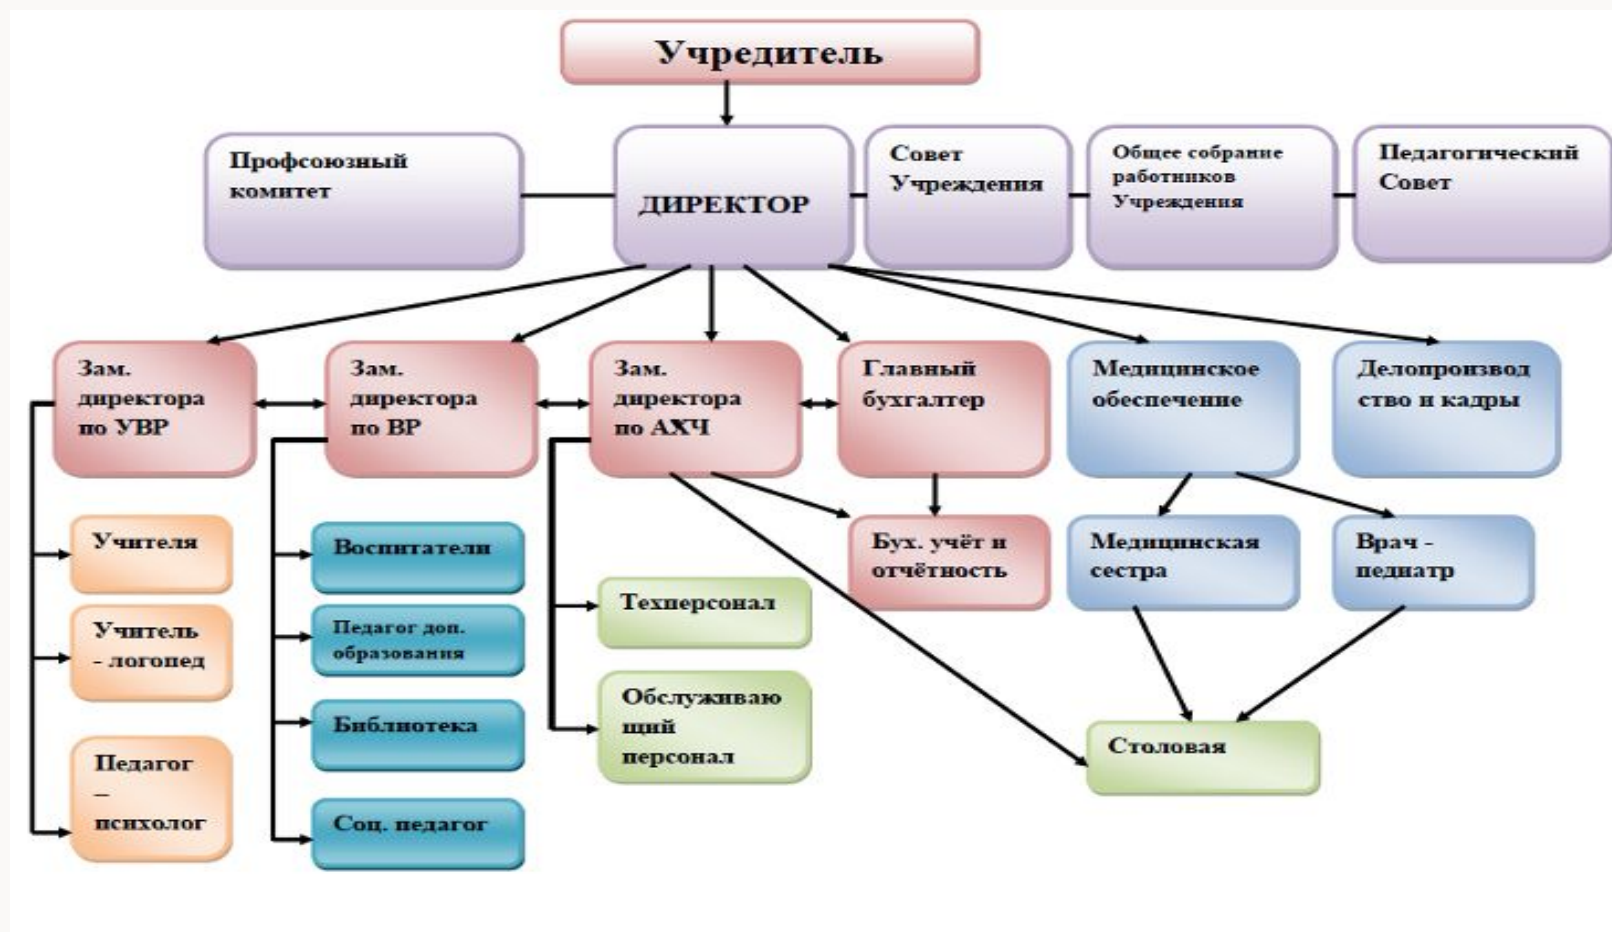 Учредитель
Профсоюзный
комитет
ДИРЕКТОР
Совет
Учреждения
Общее собрание
работников
Учреждения
Педагогический
Совет
Зам.
директора
по УВР
Зам.
директора
по ВР
Зам.
директора
по АХЧ
Главный
бухгалтер
Медицинское
обеспечение
Делопроизвод
ство и кадры
Учителя
Учитель
- логопед
Педагог
–
психолог
Воспитатели
Педагог доп.
образования
Библиотека
Соц. педагог
Техперсонал
Обслуживаю
щий
персонал
Бух. учёт и
отчётность
Медицинская
сестра
Врач -
педиатр
Столовая